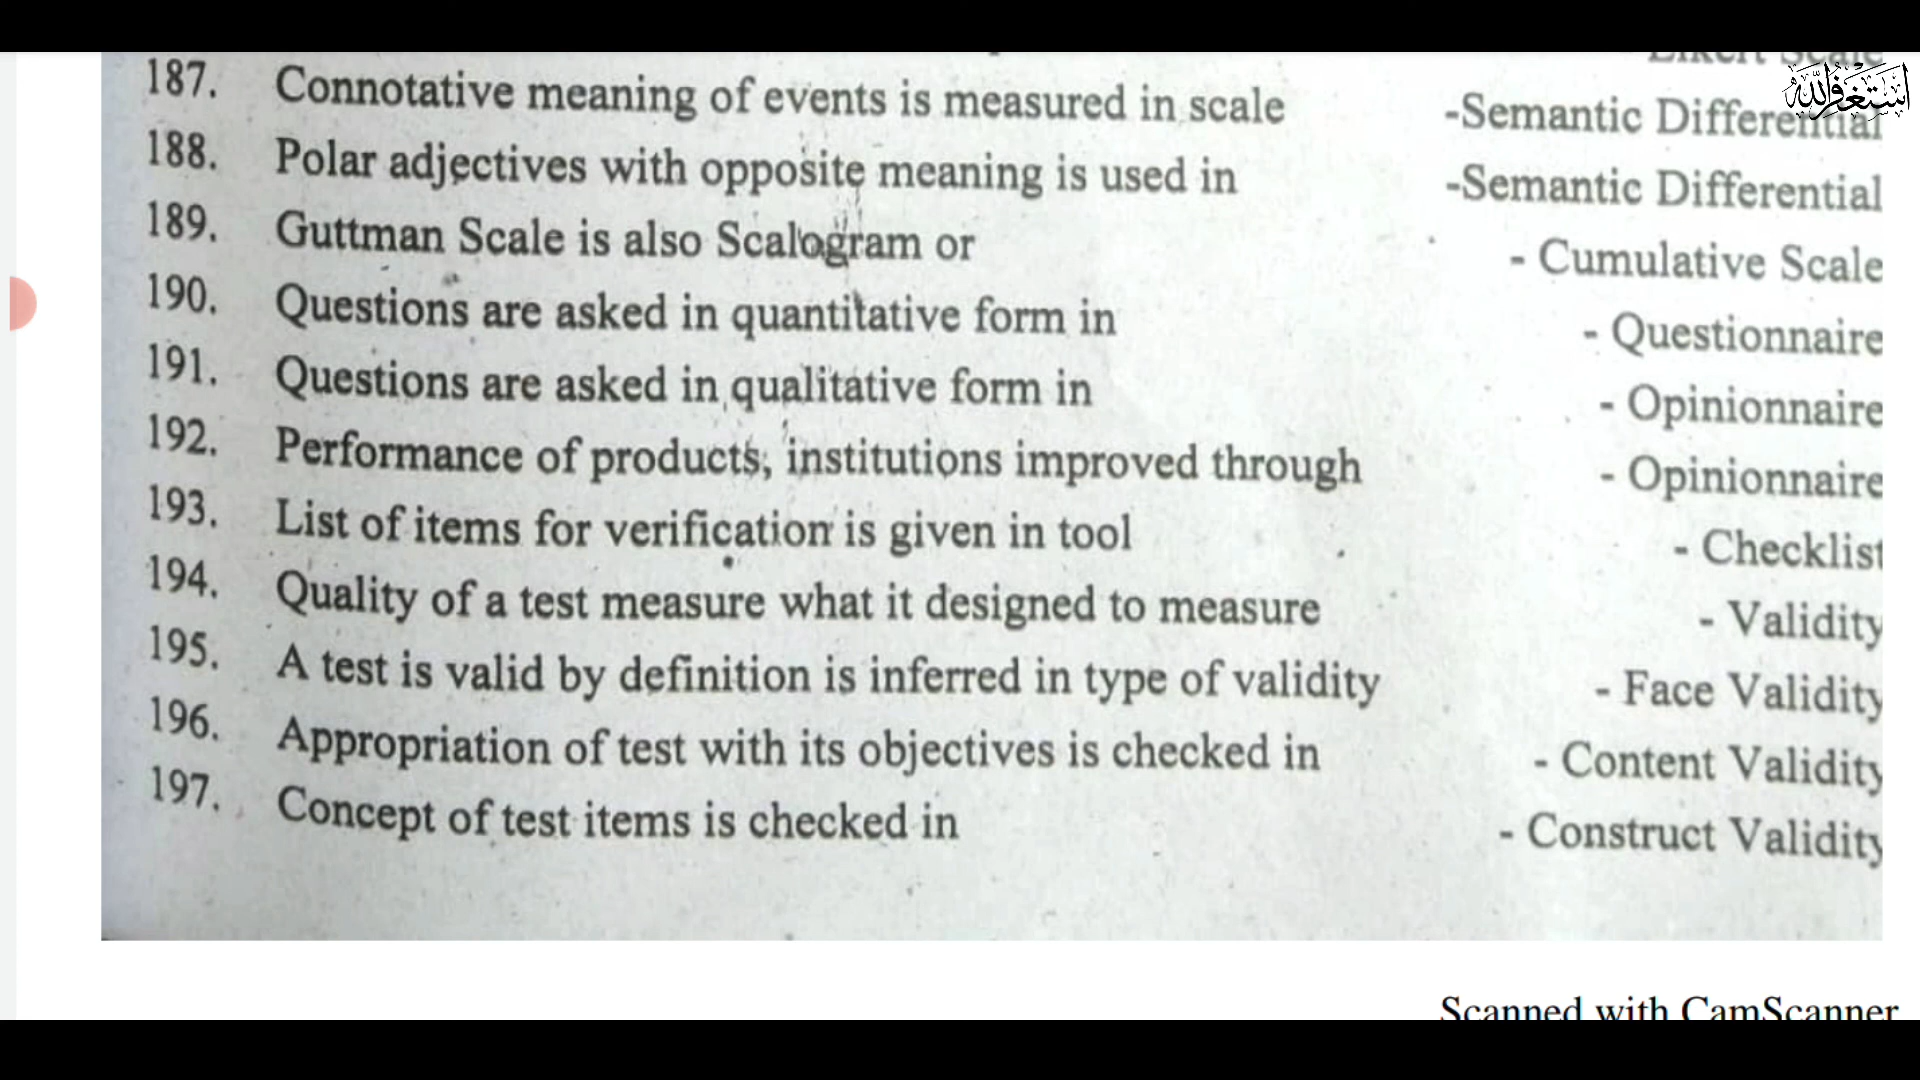 Likert Scale
استغفرالله
187. Connotative meaning of events is measured in scale -Semantic Differential
188. Polar adjectives with opposite meaning is used in -Semantic Differential
189. Guttman Scale is also Scalogram or - Cumulative Scale
190. Questions are asked in quantitative form in - Questionnaire
191. Questions are asked in qualitative form in - Opinionnaire
192. Performance of products, institutions improved through - Opinionnaire
193. List of items for verification is given in tool - Checklist
194. Quality of a test measure what it designed to measure - Validity
195. A test is valid by definition is inferred in type of validity - Face Validity
196. Appropriation of test with its objectives is checked in - Content Validity
197. Concept of test items is checked in - Construct Validity
Scanned with CamScanner